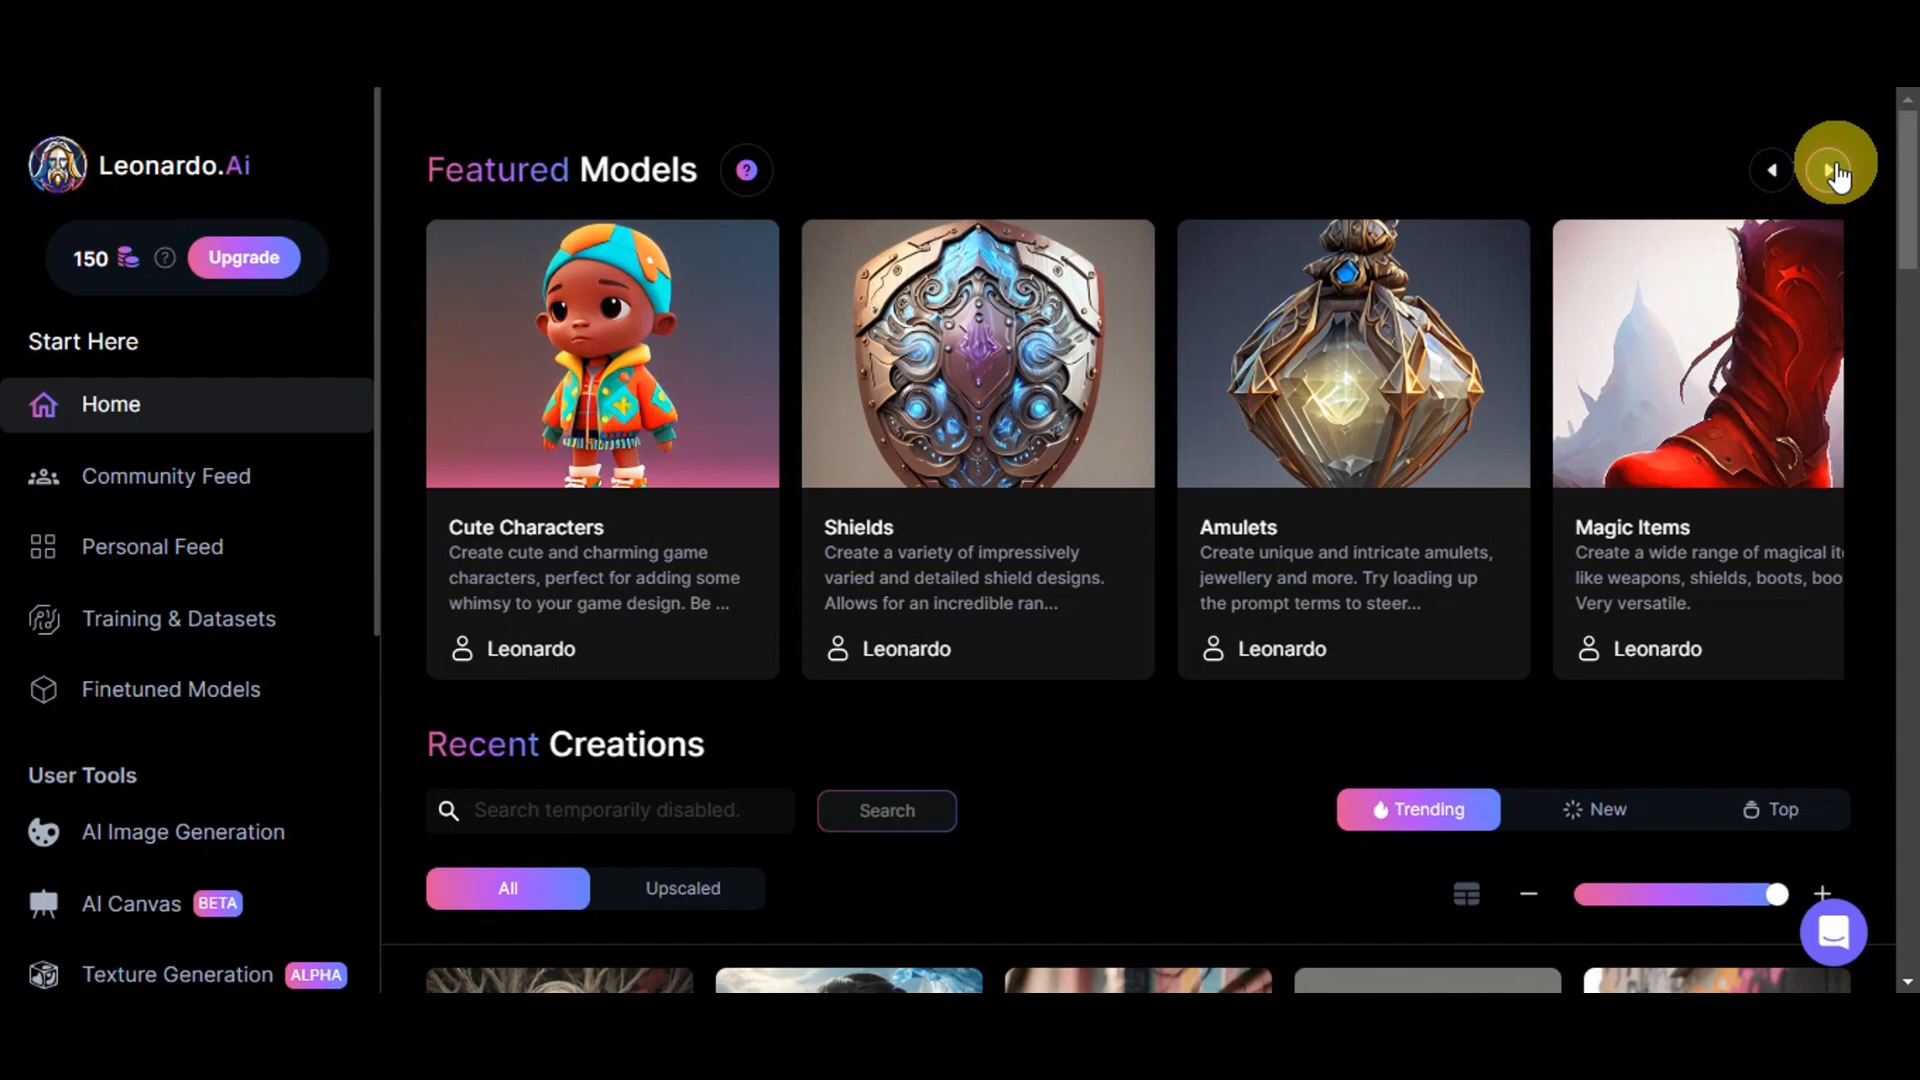 Leonardo.Ai
150 Upgrade
Start Here
Home
Community Feed
Personal Feed
Training & Datasets
Finetuned Models
User Tools
AI Image Generation
AI Canvas BETA
Texture Generation ALPHA
Featured Models ?
Cute Characters
Create cute and charming game
characters, perfect for adding some
whimsy to your game design. Be ...
Leonardo
Shields
Create a variety of impressively
varied and detailed shield designs.
Allows for an incredible ran...
Leonardo
Amulets
Create unique and intricate amulets,
jewellery and more. Try loading up
the prompt terms to steer...
Leonardo
Magic Items
Create a wide range of magical ite
like weapons, shields, boots, boo
Very versatile.
Leonardo
Recent Creations
Search temporarily disabled.
Search
Trending
New
Top
All
Upscaled